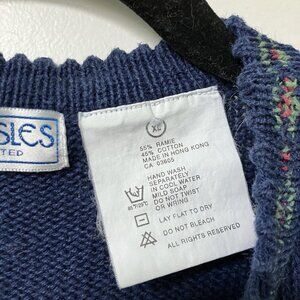 SLES
TED
XL
55% RAMIE
45% COTTON
MADE IN HONG KONG
CA 03605
HAND WASH
SEPARATELY
IN COOL WATER
MILD SOAP
DO NOT TWIST
OR WRING
LAY FLAT TO DRY
DO NOT BLEACH
ALL RIGHTS RESERVED